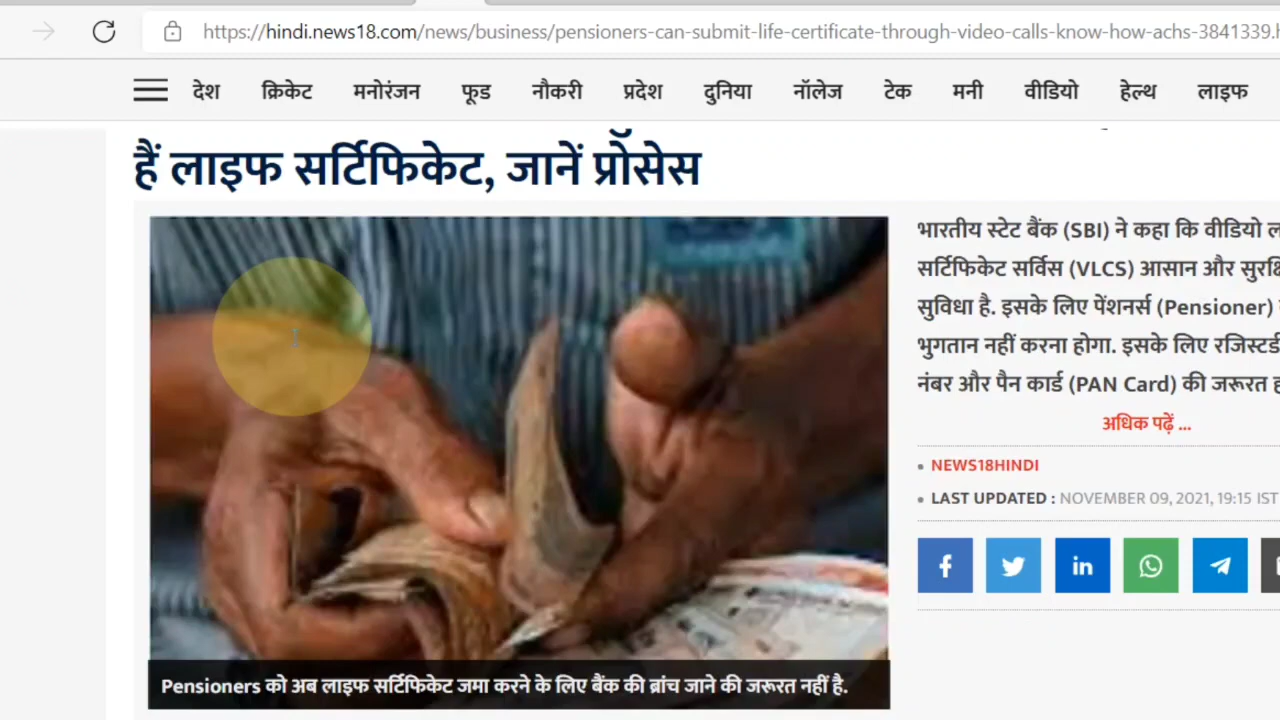 https://hindi.news18.com/news/business/pensioners-can-submit-life-certificate-through-video-calls-know-how-achs-3841339.h
देश क्रिकेट मनोरंजन फूड नौकरी प्रदेश दुनिया नॉलेज टेक मनी वीडियो हेल्थ लाइफ
हैं लाइफ सर्टिफिकेट, जानें प्रोसेस
भारतीय स्टेट बैंक (SBI) ने कहा कि वीडियो
सर्टिफिकेट सर्विस (VLCS) आसान और
सुविधा है. इसके लिए पेंशनर्स (Pensioner)
भुगतान नहीं करना होगा. इसके लिए
नंबर और पैन कार्ड (PAN Card) की जरूरत
अधिक पढ़ें ...
NEWS18HINDI
LAST UPDATED : NOVEMBER 09, 2021, 19:15 IST
Pensioners को अब लाइफ सर्टिफिकेट जमा करने के लिए बैंक की ब्रांच जाने की जरूरत नहीं है.